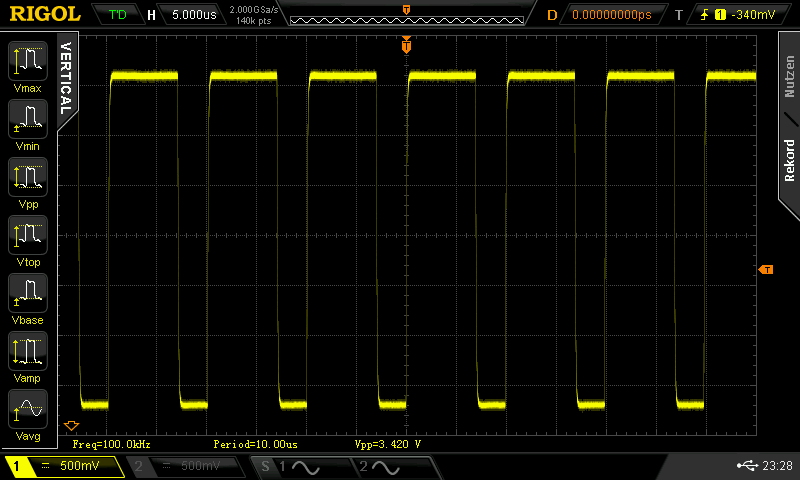 RIGOL T'D H 5.000us 2.000GSa/s 140k pts D 0.00000000ps T 1 -340mV
T
VERTICAL
Vmax
Vmin
Vpp
Vtop
Vbase
Vamp
Vavg
Nutzen
Rekord
T
Freq=100.0kHz Period=10.00us Vpp=3.420 V
1 500mV 2 500mV S 1 2 23:28